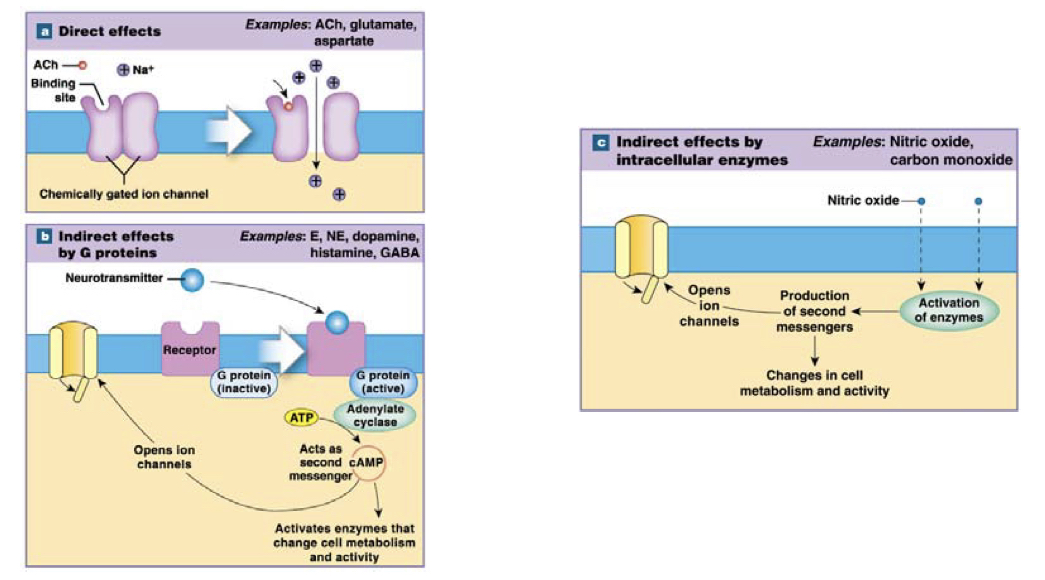 a Direct effects
Examples: ACh, glutamate,
aspartate
ACh
Na+
Binding
site
Chemically gated ion channel
b Indirect effects
by G proteins
Examples: E, NE, dopamine,
histamine, GABA
Neurotransmitter
Receptor
G protein
(inactive)
G protein
(active)
Adenylate
cyclase
ATP
Opens ion
channels
Acts as
second
messenger
cAMP
Activates enzymes that
change cell metabolism
and activity
c Indirect effects by
intracellular enzymes
Examples: Nitric oxide,
carbon monoxide
Nitric oxide
Opens
ion
channels
Production
of second
messengers
Activation
of enzymes
Changes in cell
metabolism and activity